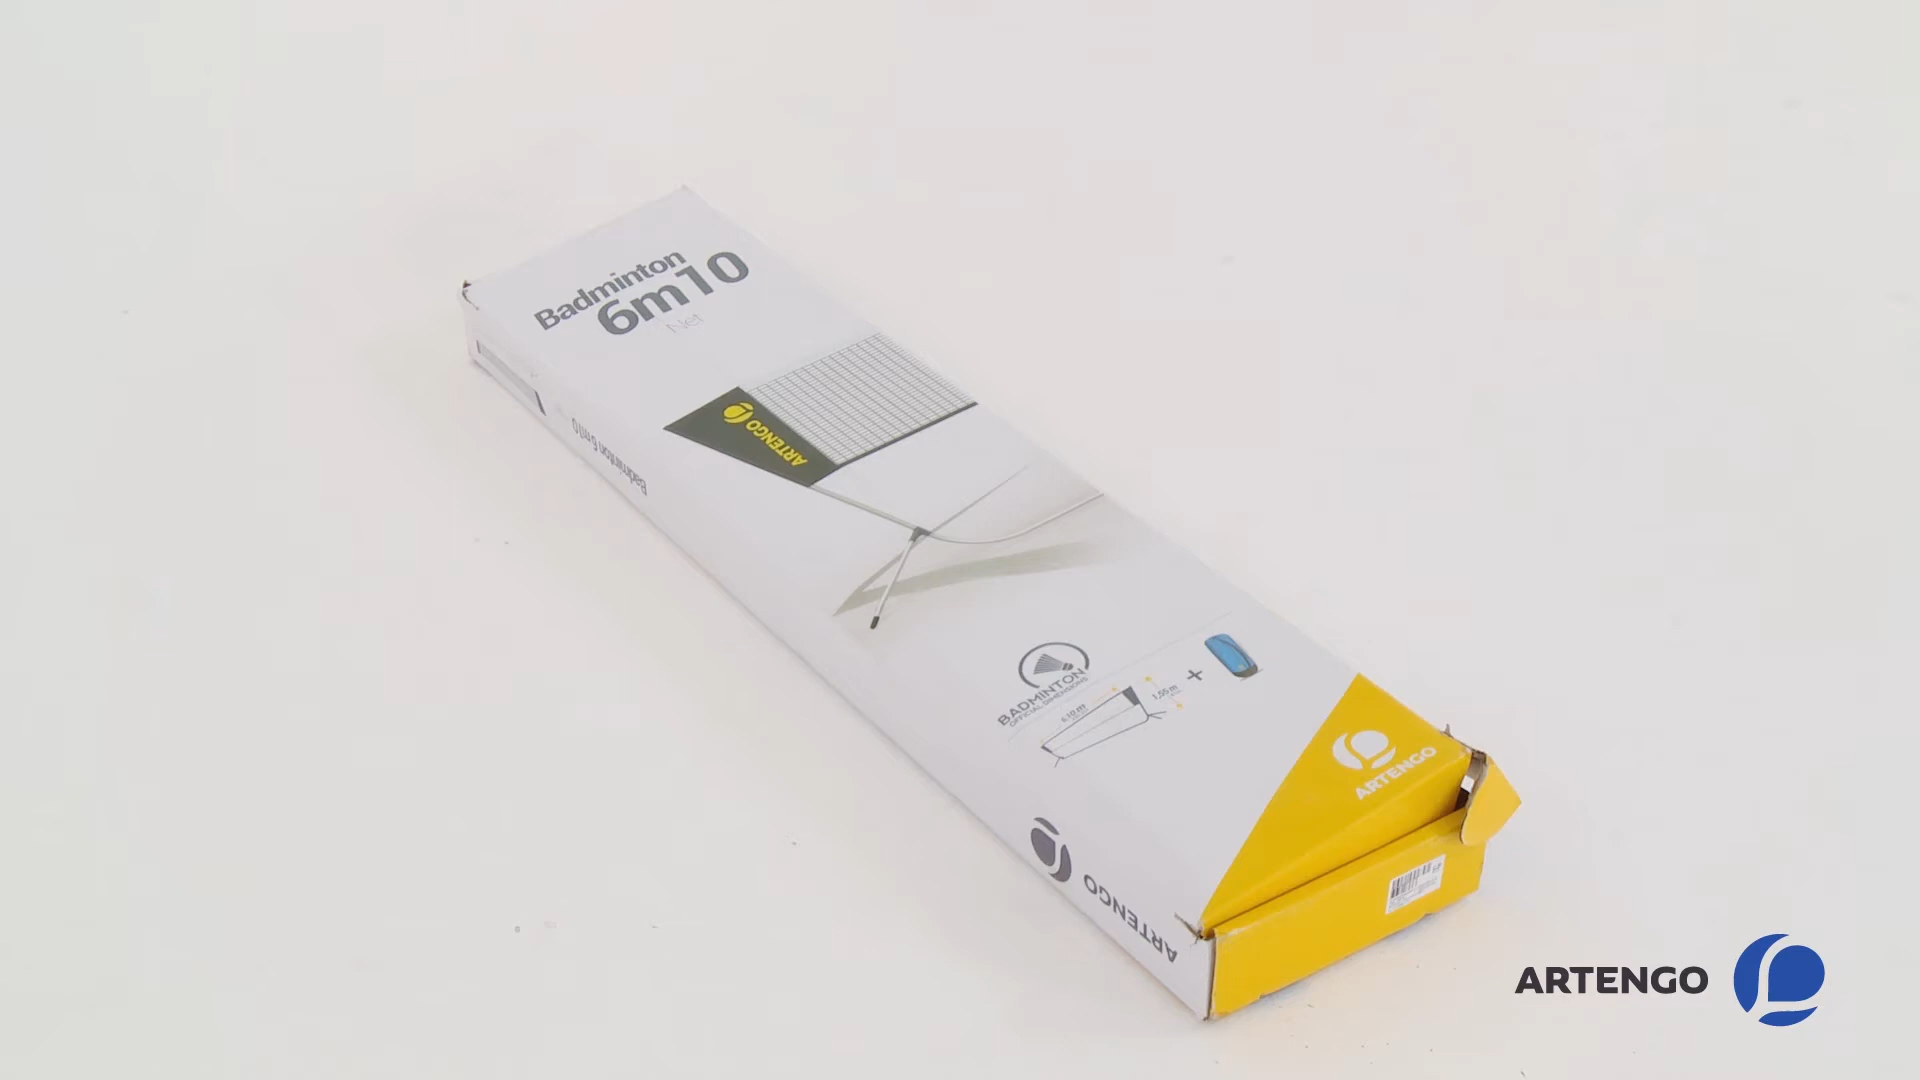 Badminton
6m10
Net
ARTENGO
Badminton 6m10
BADMINTON
OFFICIAL DIMENSIONS
6.10 m
1,55 m
+
ARTENGO
ARTENGO
ARTENGO